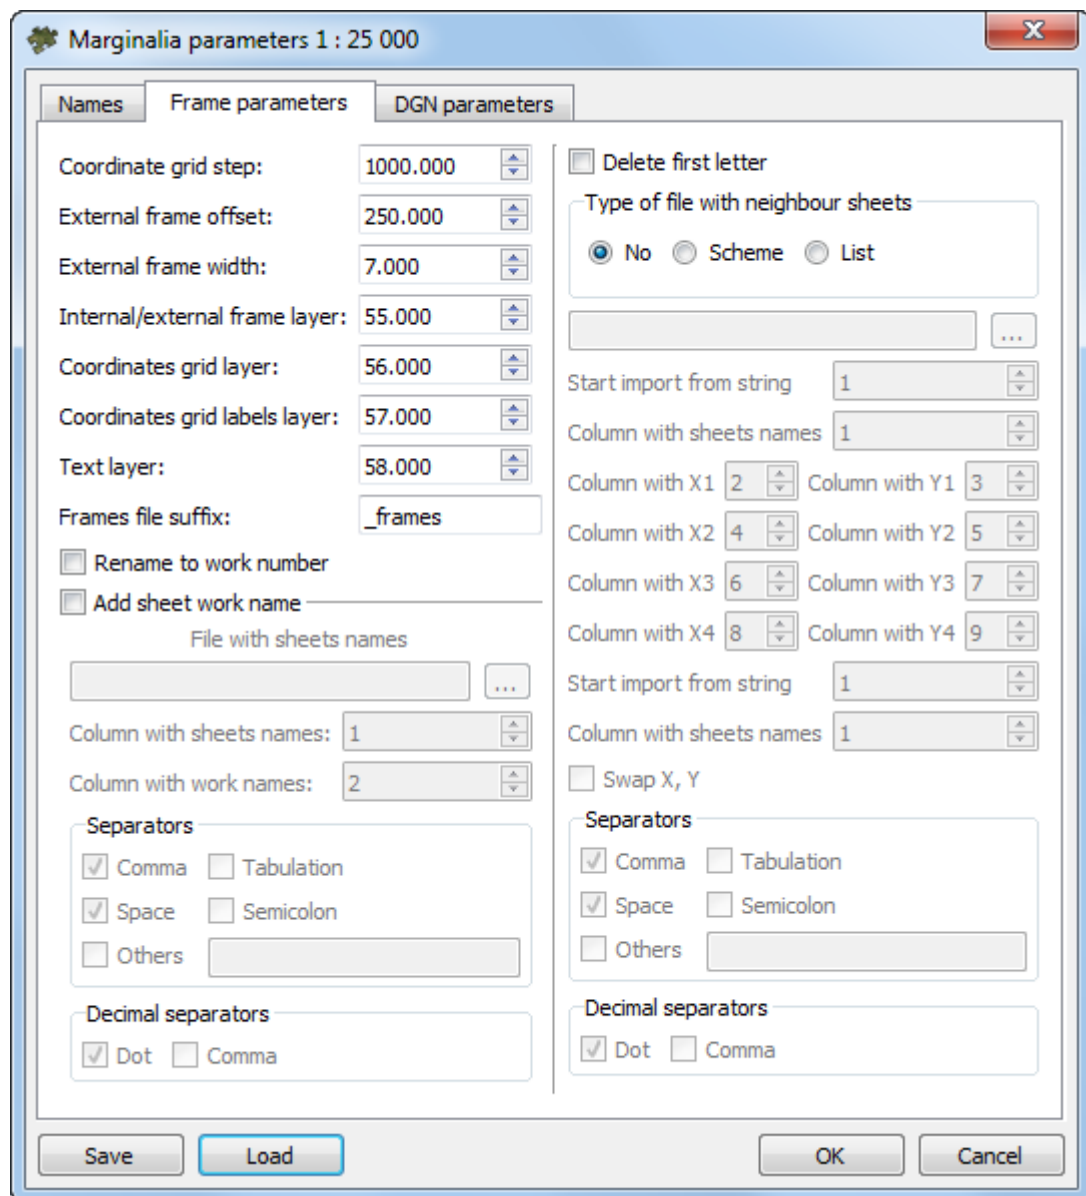 Marginalia parameters 1 : 25 000
Names Frame parameters DGN parameters
Coordinate grid step: 1000.000
External frame offset: 250.000
External frame width: 7.000
Internal/external frame layer: 55.000
Coordinates grid layer: 56.000
Coordinates grid labels layer: 57.000
Text layer: 58.000
Frames file suffix: _frames
Rename to work number
Add sheet work name
File with sheets names
...
Column with sheets names: 1
Column with work names: 2
Separators
Comma Tabulation
Space Semicolon
Others
Decimal separators
Dot Comma
Delete first letter
Type of file with neighbour sheets
No Scheme List
...
Start import from string 1
Column with sheets names 1
Column with X1 2 Column with Y1 3
Column with X2 4 Column with Y2 5
Column with X3 6 Column with Y3 7
Column with X4 8 Column with Y4 9
Start import from string 1
Column with sheets names 1
Swap X, Y
Separators
Comma Tabulation
Space Semicolon
Others
Decimal separators
Dot Comma
Save Load OK Cancel